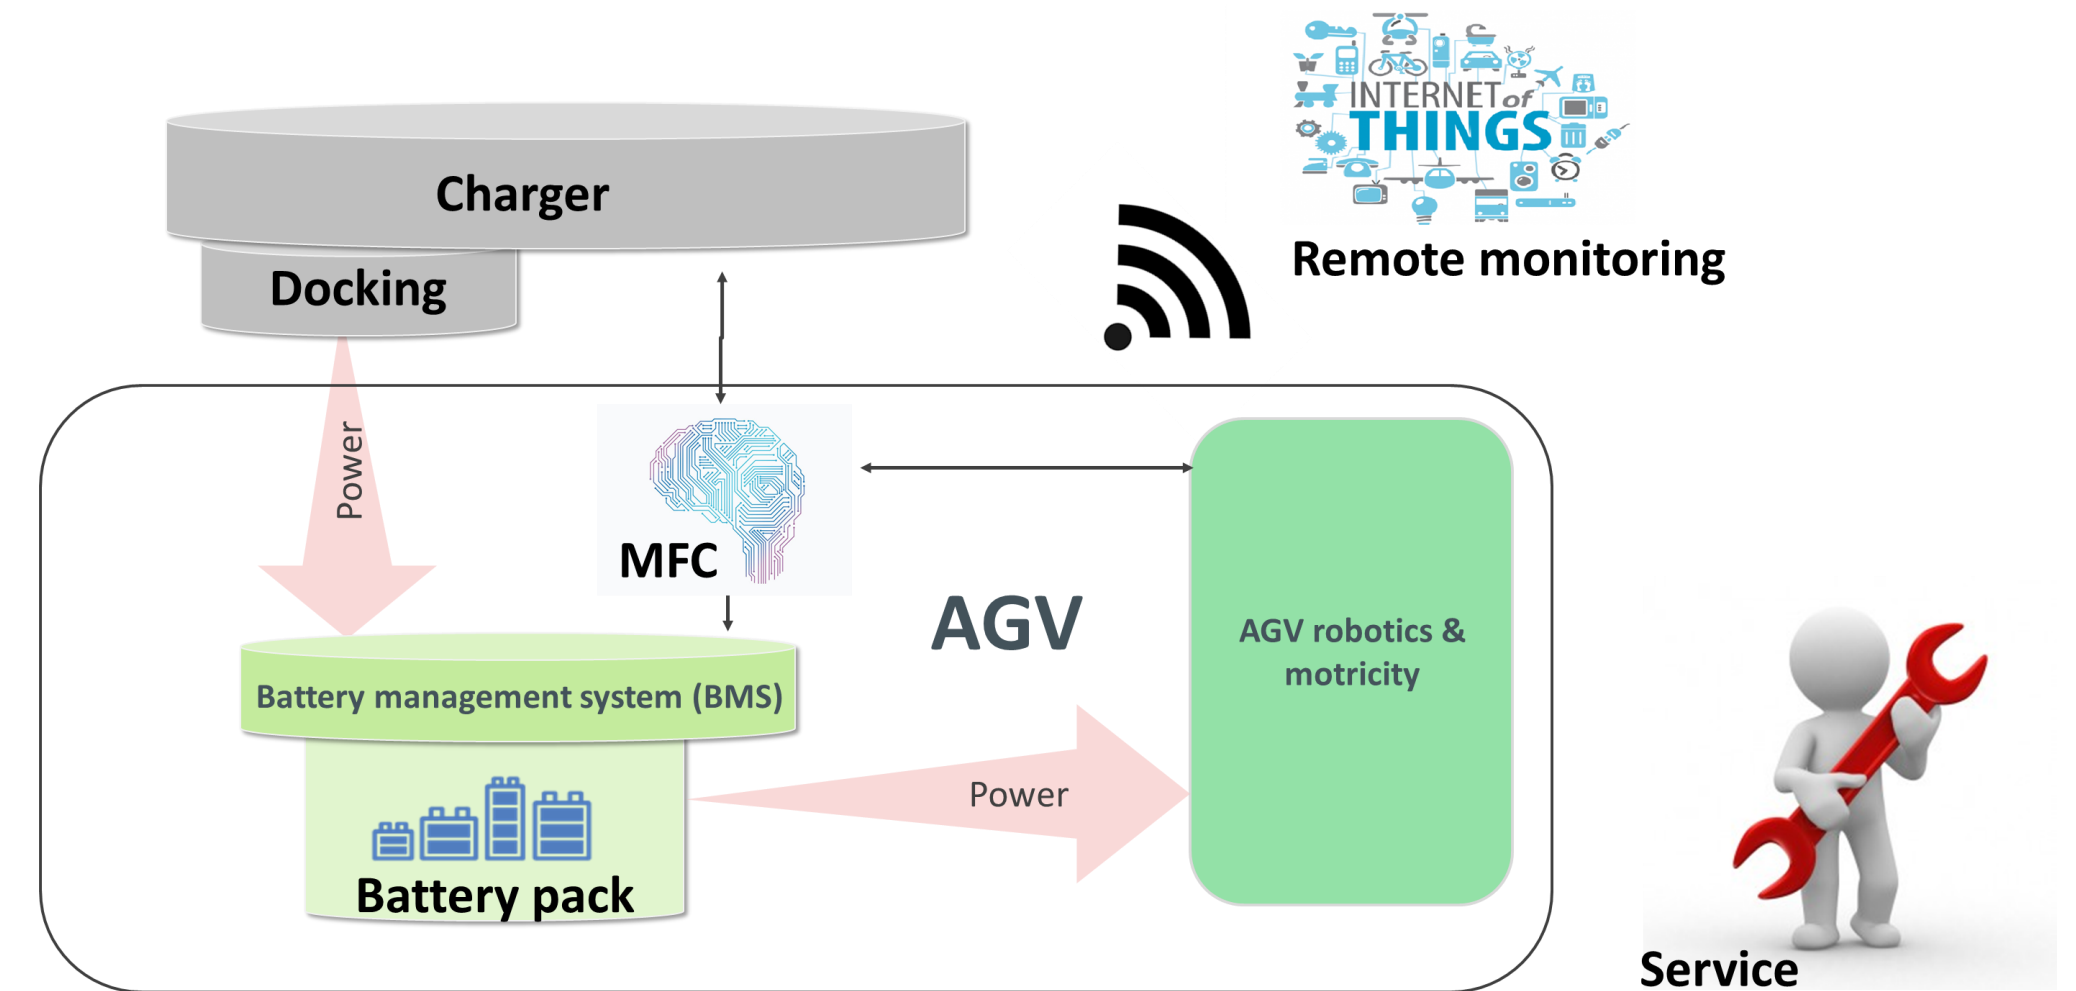 INTERNET of
THINGS
Remote monitoring
Charger
Docking
Power
MFC
AGV
AGV robotics &
motricity
Battery management system (BMS)
Power
Battery pack
Service